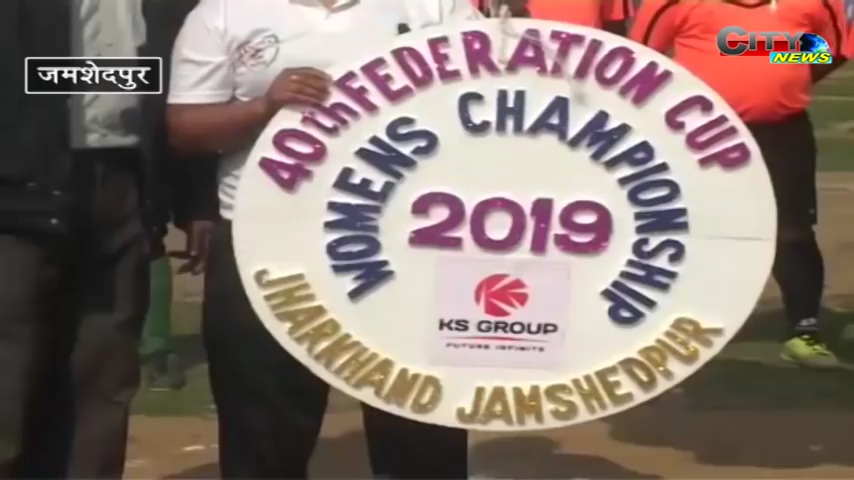 जमशेदपुर
CITY
NEWS
40th FEDERATION CUP
WOMENS CHAMPIONSHIP
2019
KS GROUP
FUTURE INFINITE
JHARKHAND JAMSHEDPUR